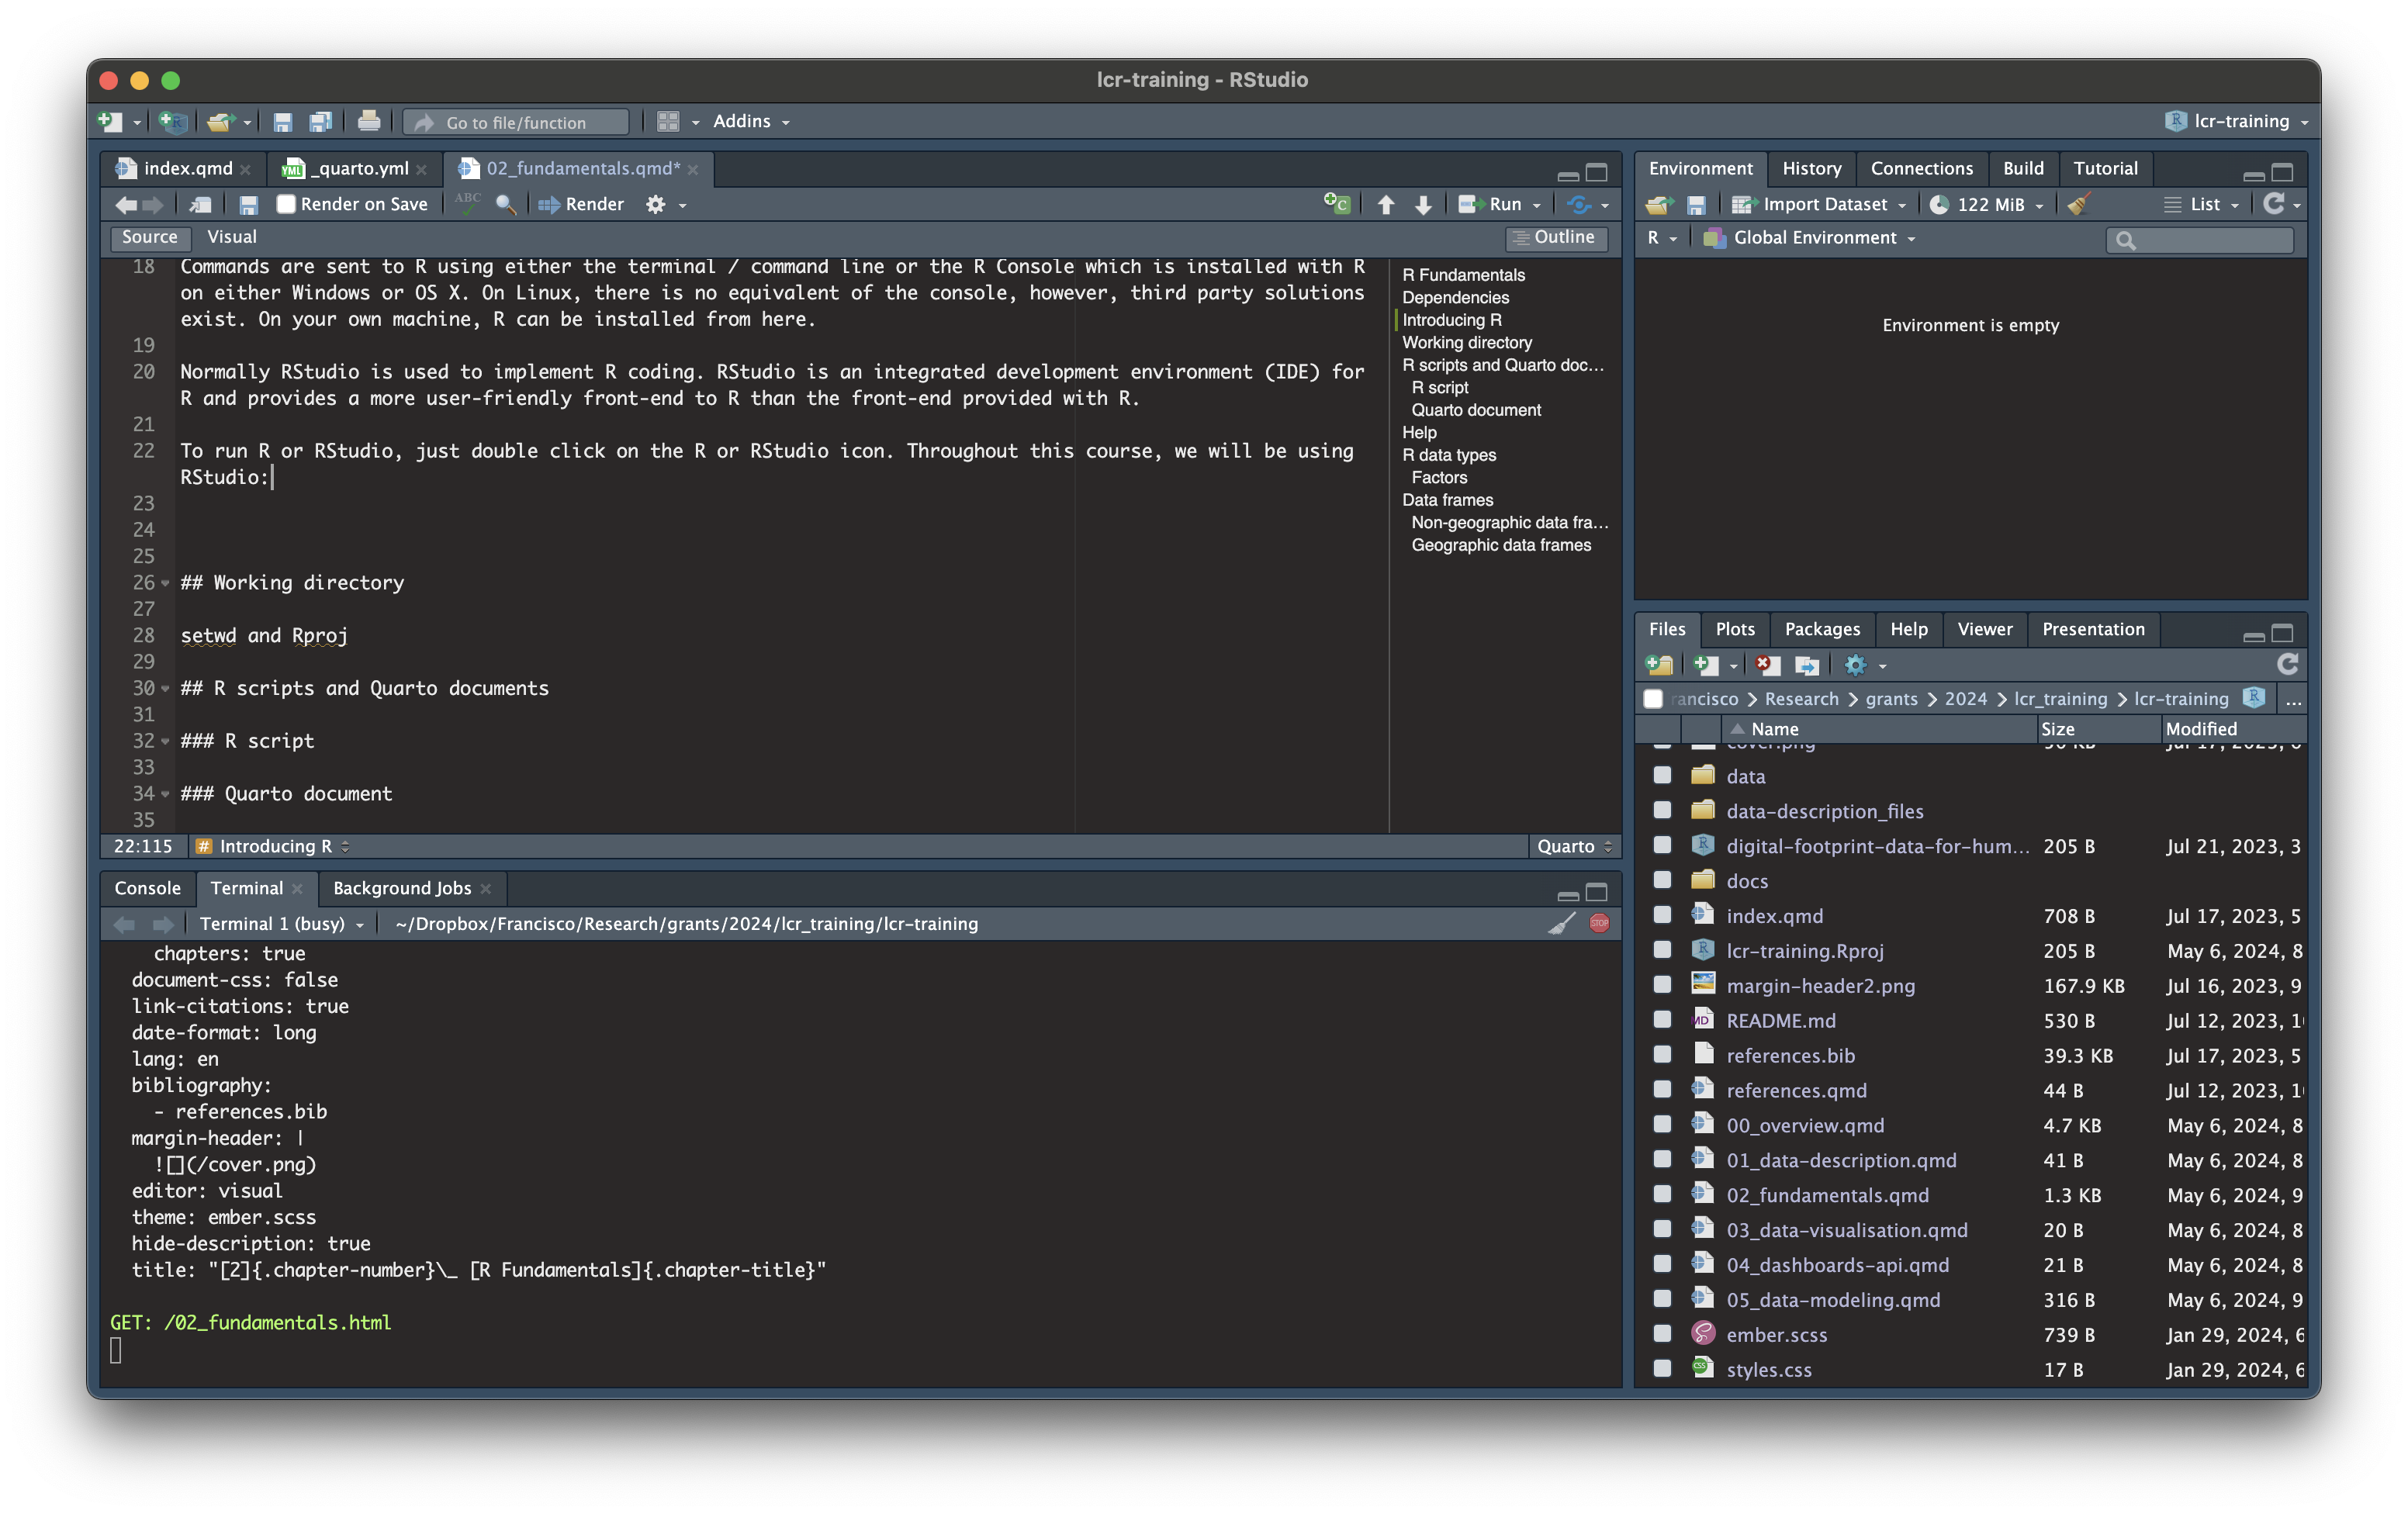 lcr-training - RStudio
Go to file/function
Addins
lcr-training
index.qmd
_quarto.yml
02_fundamentals.qmd*
Render on Save
ABC
Render
Run
Source
Visual
Outline
18 Commands are sent to R using either the terminal / command line or the R Console which is installed with R
on either Windows or OS X. On Linux, there is no equivalent of the console, however, third party solutions
exist. On your own machine, R can be installed from here.
19
20 Normally RStudio is used to implement R coding. RStudio is an integrated development environment (IDE) for
R and provides a more user-friendly front-end to R than the front-end provided with R.
21
22 To run R or RStudio, just double click on the R or RStudio icon. Throughout this course, we will be using
RStudio:
23
24
25
26 ## Working directory
27
28 setwd and Rproj
29
30 ## R scripts and Quarto documents
31
32 ### R script
33
34 ### Quarto document
35
R Fundamentals
Dependencies
Introducing R
Working directory
R scripts and Quarto doc...
R script
Quarto document
Help
R data types
Factors
Data frames
Non-geographic data fra...
Geographic data frames
22:115 # Introducing R Quarto
Console Terminal Background Jobs
Terminal 1 (busy) ~/Dropbox/Francisco/Research/grants/2024/lcr_training/lcr-training
STOP
chapters: true
document-css: false
link-citations: true
date-format: long
lang: en
bibliography:
- references.bib
margin-header: |
![](/cover.png)
editor: visual
theme: ember.scss
hide-description: true
title: "[2]{.chapter-number}\_ [R Fundamentals]{.chapter-title}"
GET: /02_fundamentals.html
Environment History Connections Build Tutorial
Import Dataset 122 MiB List
R Global Environment
Environment is empty
Files Plots Packages Help Viewer Presentation
rancisco > Research > grants > 2024 > lcr_training > lcr-training ...
Name Size Modified
cover.png
data
data-description_files
digital-footprint-data-for-hum... 205 B Jul 21, 2023, 3
docs
index.qmd 708 B Jul 17, 2023, 5
lcr-training.Rproj 205 B May 6, 2024, 8
margin-header2.png 167.9 KB Jul 16, 2023, 9
README.md 530 B Jul 12, 2023, 1
references.bib 39.3 KB Jul 17, 2023, 5
references.qmd 44 B Jul 12, 2023, 1
00_overview.qmd 4.7 KB May 6, 2024, 8
01_data-description.qmd 41 B May 6, 2024, 8
02_fundamentals.qmd 1.3 KB May 6, 2024, 9
03_data-visualisation.qmd 20 B May 6, 2024, 8
04_dashboards-api.qmd 21 B May 6, 2024, 8
05_data-modeling.qmd 316 B May 6, 2024, 9
ember.scss 739 B Jan 29, 2024, 6
styles.css 17 B Jan 29, 2024, 6